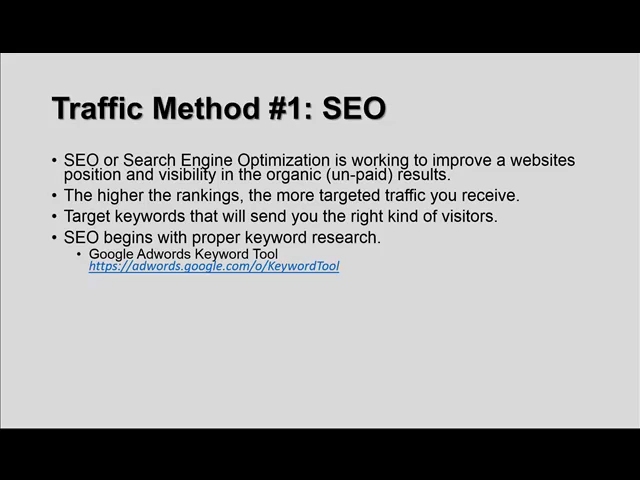 Traffic Method #1: SEO
• SEO or Search Engine Optimization is working to improve a websites
position and visibility in the organic (un-paid) results.
• The higher the rankings, the more targeted traffic you receive.
• Target keywords that will send you the right kind of visitors.
• SEO begins with proper keyword research.
• Google Adwords Keyword Tool
https://adwords.google.com/o/KeywordTool